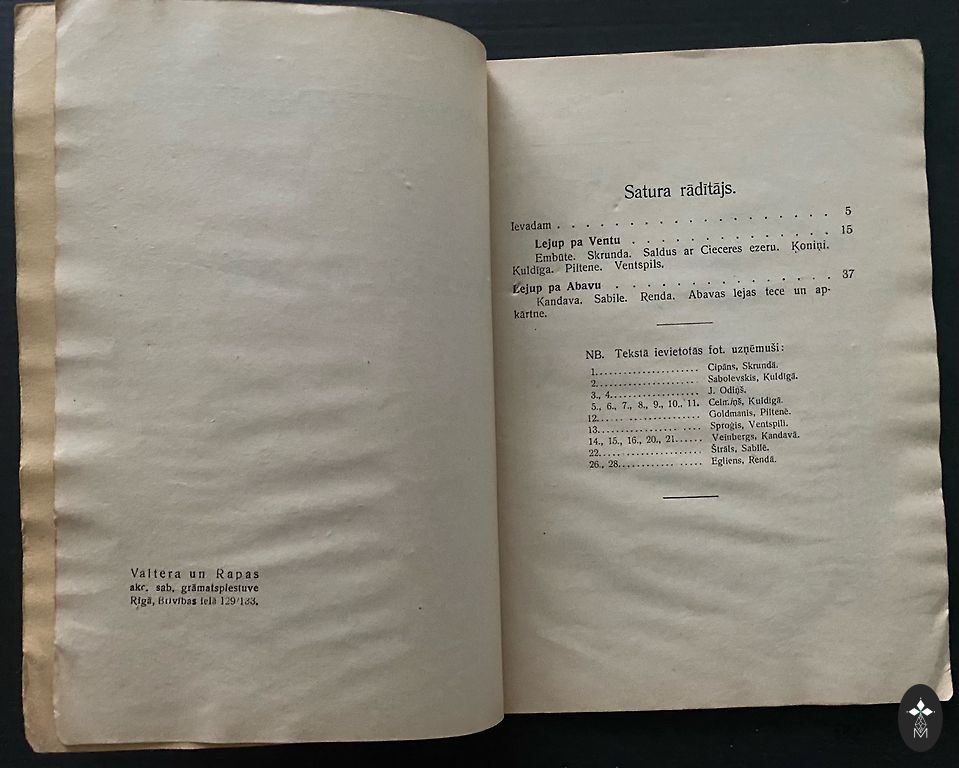 Valtera un Rapas
akc. sab. grāmatspiestuve
Rīgā, Brīvības ielā 129/133.
Satura rādītājs.
Ievadam . . . . . . . . . . . . . . . . . . . 5
Lejup pa Ventu . . . . . . . . . . . . . . 15
Embūte. Skrunda. Saldus ar Cieceres ezeru. Ķoniņi.
Kuldīga. Piltene. Ventspils.
Lejup pa Abavu . . . . . . . . . . . . . . . 37
Kandava. Sabile. Renda. Abavas lejas tece un ap-
kārtne.
NB. Tekstā ievietotās fot. uzņēmuši:
1..................... Cipāns, Skrundā.
2..................... Sabolevskis, Kuldīgā.
3., 4.................. J. Odiņš.
5., 6., 7., 8., 9., 10., 11. Celmiņš, Kuldīgā.
12..................... Goldmanis, Piltenē.
13..................... Sproģis, Ventspilī.
14., 15., 16., 20., 21...... Veinbergs, Kandavā.
22..................... Štrāls, Sabilē.
26., 28................. Egliens, Rendā.
M